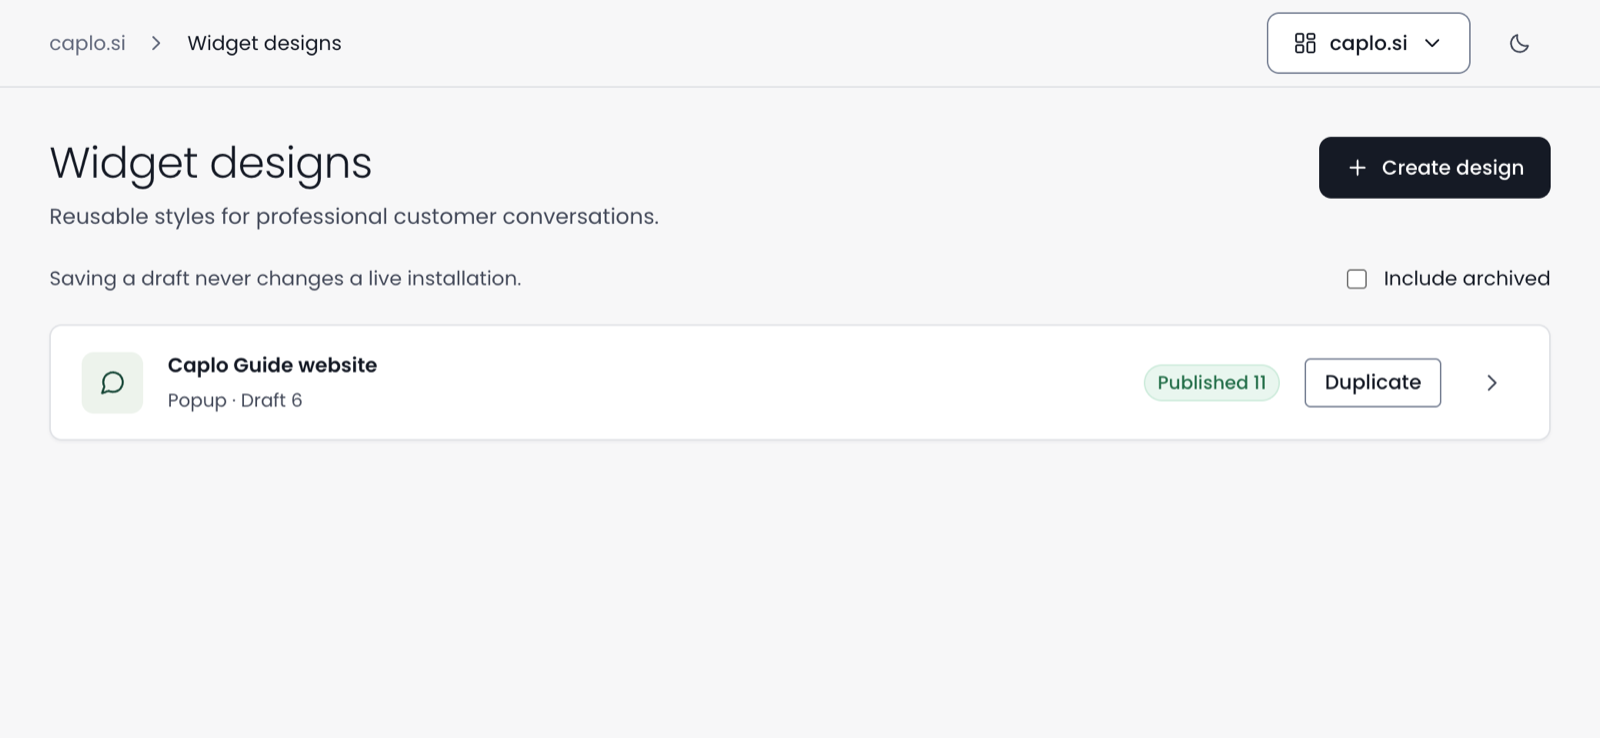 caplo.si > Widget designs
caplo.si
Widget designs
+ Create design
Reusable styles for professional customer conversations.
Saving a draft never changes a live installation.
Include archived
Caplo Guide website
Popup · Draft 6
Published 11
Duplicate